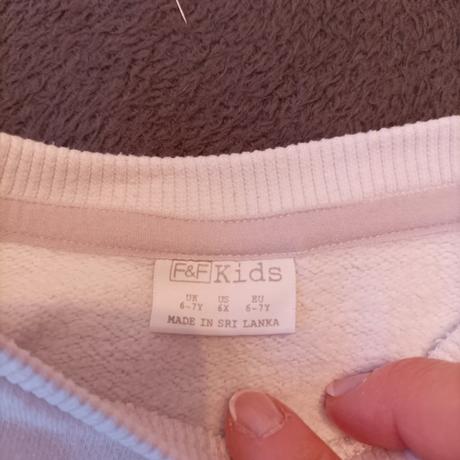 F&F Kids
UK US EU
6-7Y 6X 6-7Y
MADE IN SRI LANKA